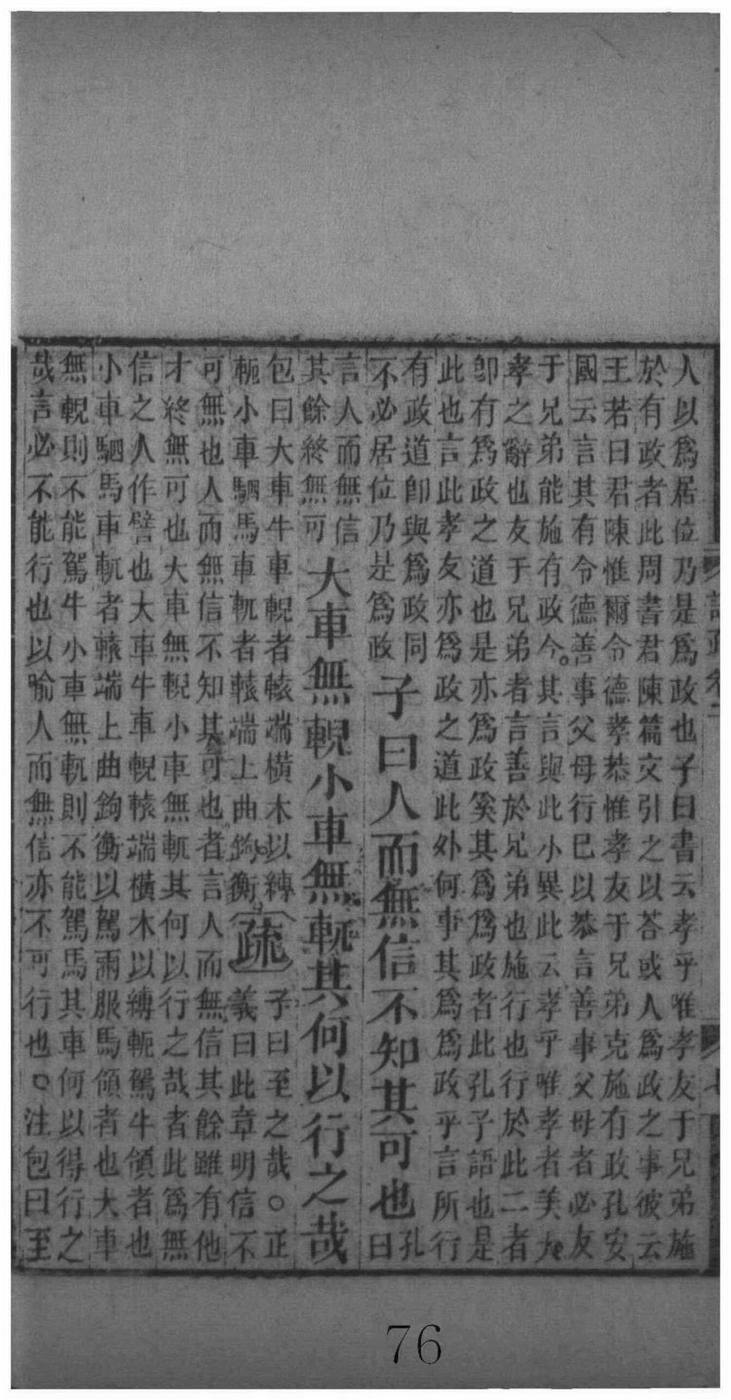 人以爲居位乃是爲政也子曰書云孝乎唯孝友于兄弟施
於有政者此周書君陳篇文引之以荅或人爲政之事彼云
王若曰君陳惟爾令德孝恭惟孝友于兄弟克施有政孔安
國云言其有令德善事父母行巳以恭言善事父母者必友
于兄弟能施有政令。其言與此小異此云孝乎唯孝者美大
孝之辭也友于兄弟者言善於兄弟也施行也行於此二者
卽有爲政之道也是亦爲政奚其爲爲政者此孔子語也是
此也言此孝友亦爲政之道此外何事其爲爲政乎言所行
有政道卽與爲政同
不必居位乃是爲政
子曰人而無信不知其可也
孔
曰
言人而無信
其餘終無可
大車無輗小車無軏其何以行之哉
包曰大車牛車輗者轅端橫木以縛
軛小車駟馬車軏者轅端上曲鉤衡
疏
子曰至之哉○正
義曰此章明信不
可無也人而無信不知其可也者言人而無信其餘雖有他
才終無可也大車無輗小車無軏其何以行之哉者此爲無
信之人作譬也大車牛車輗轅端橫木以縛軛駕牛領者也
小車駟馬車軏者轅端上曲鉤衡以駕兩服馬領者也大車
無輗則不能駕牛小車無軏則不能駕馬其車何以得行之
哉言必不能行也以喻人而無信亦不可行也○注包曰至
76